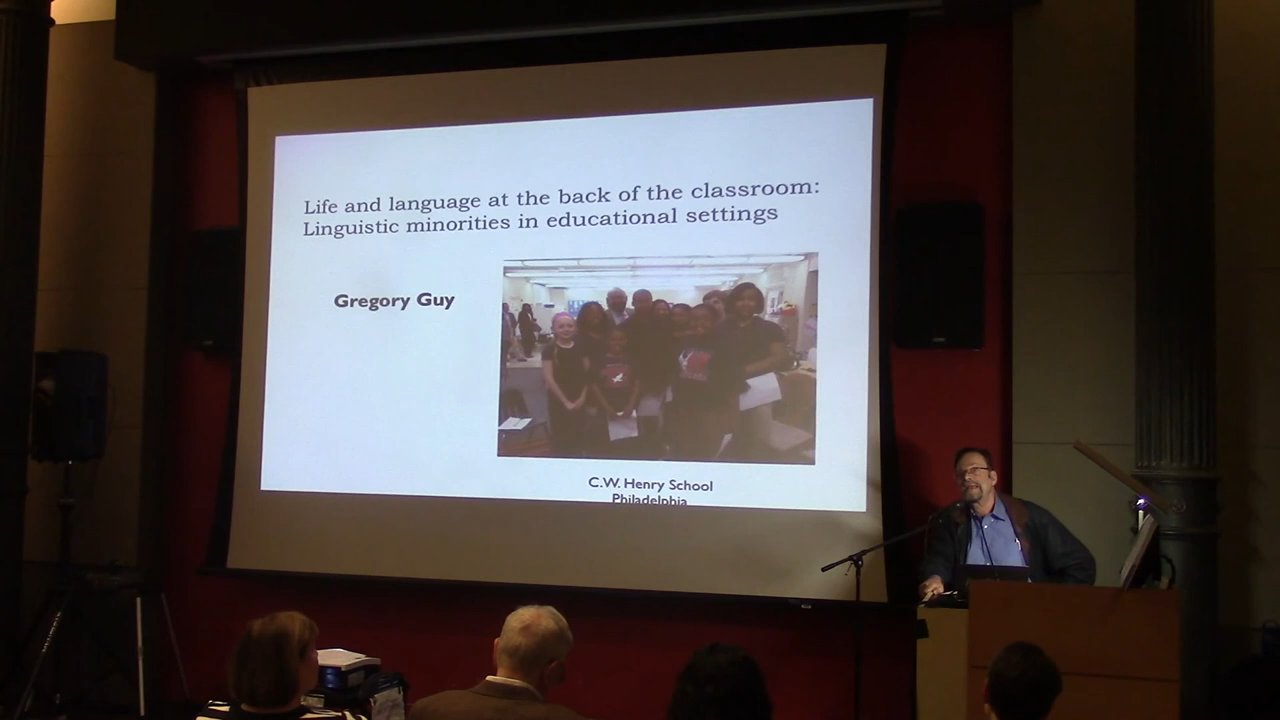 Life and language at the back of the classroom:
Linguistic minorities in educational settings
Gregory Guy
C.W. Henry School
Philadelphia